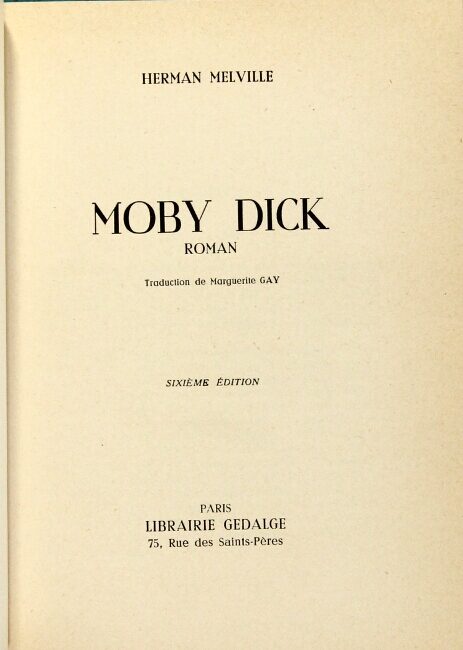 HERMAN MELVILLE
MOBY DICK
ROMAN
Traduction de Marguerite GAY
SIXIÈME ÉDITION
PARIS
LIBRAIRIE GEDALGE
75, Rue des Saints-Pères